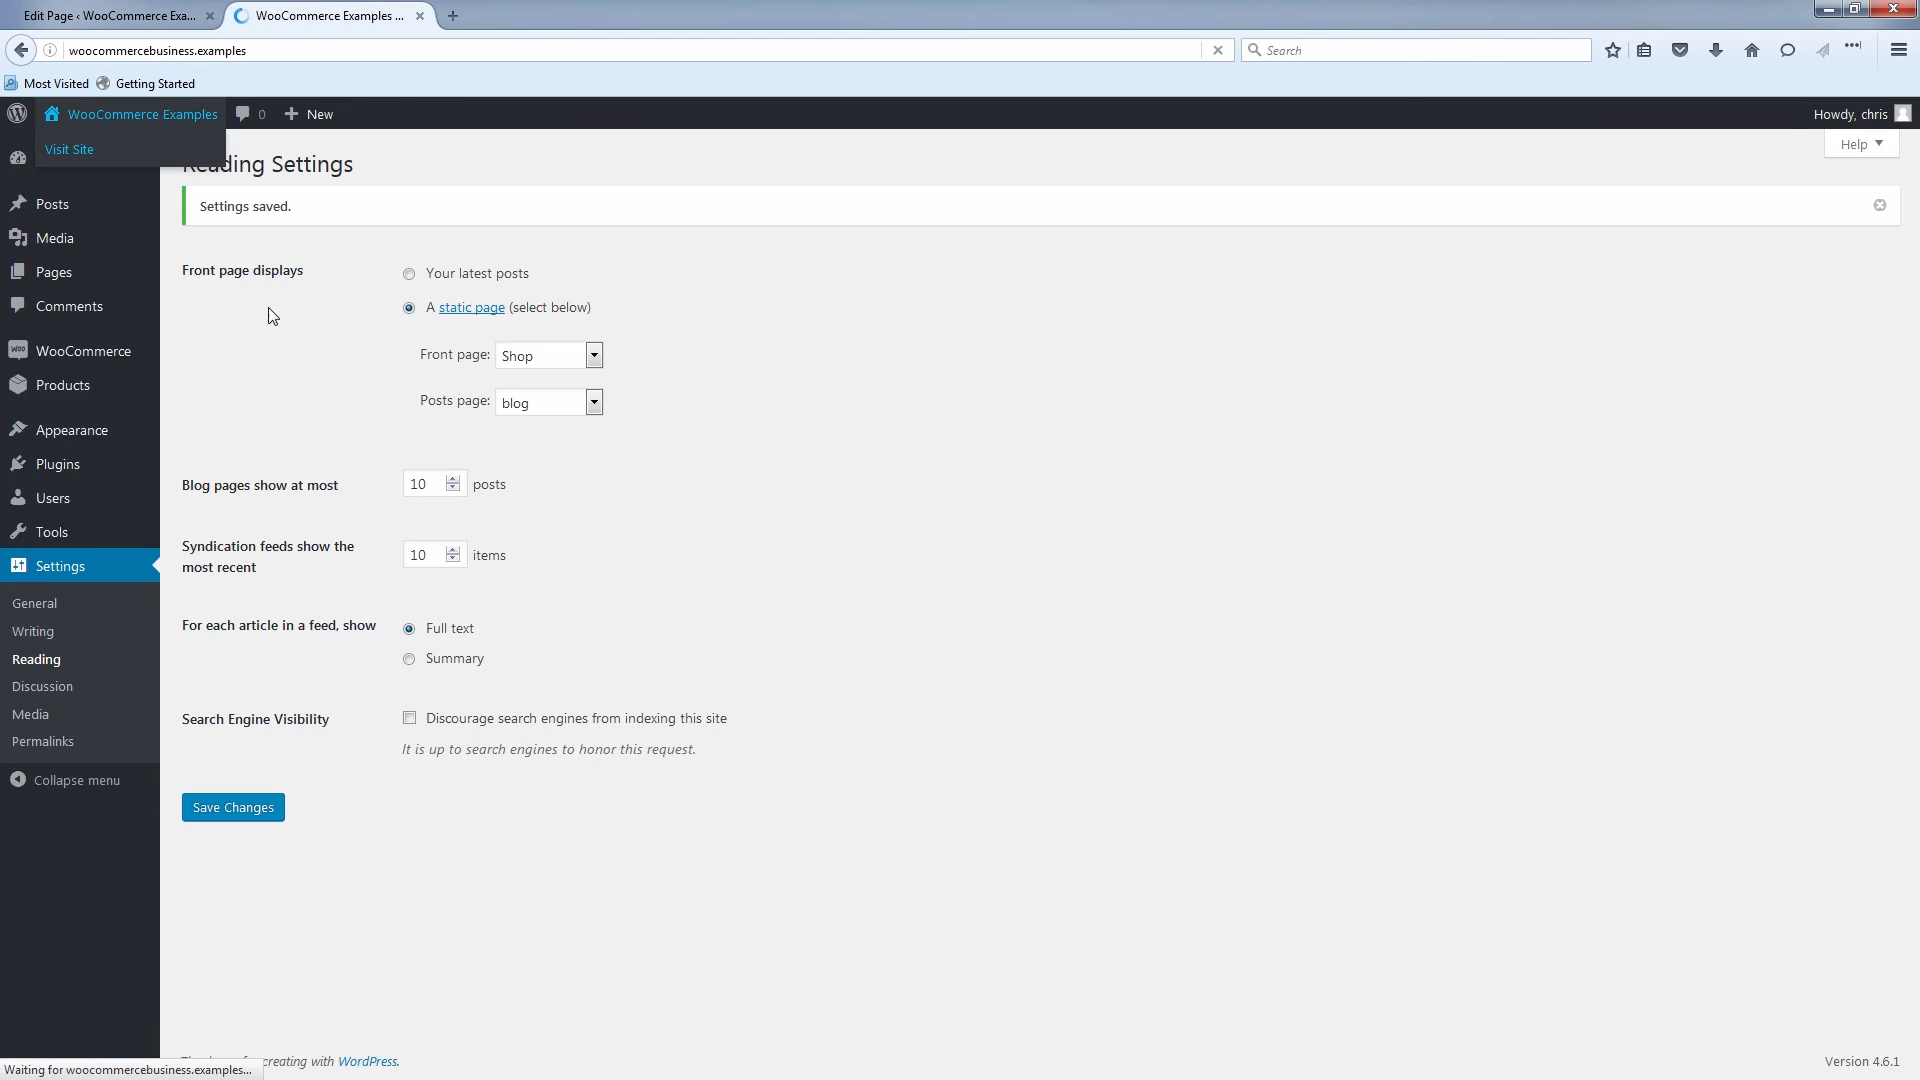 Edit Page ‹ WooCommerce Exa...
WooCommerce Examples ...
woocommercebusiness.examples
Search
Most Visited
Getting Started
WooCommerce Examples
0
New
Howdy, chris
Visit Site
Help
Reading Settings
Settings saved.
Posts
Media
Pages
Comments
WooCommerce
Products
Appearance
Plugins
Users
Tools
Settings
General
Writing
Reading
Discussion
Media
Permalinks
Collapse menu
Front page displays
Your latest posts
A static page (select below)
Front page: Shop
Posts page: blog
Blog pages show at most
10 posts
Syndication feeds show the
most recent
10 items
For each article in a feed, show
Full text
Summary
Search Engine Visibility
Discourage search engines from indexing this site
It is up to search engines to honor this request.
Save Changes
creating with WordPress.
Version 4.6.1
Waiting for woocommercebusiness.examples...